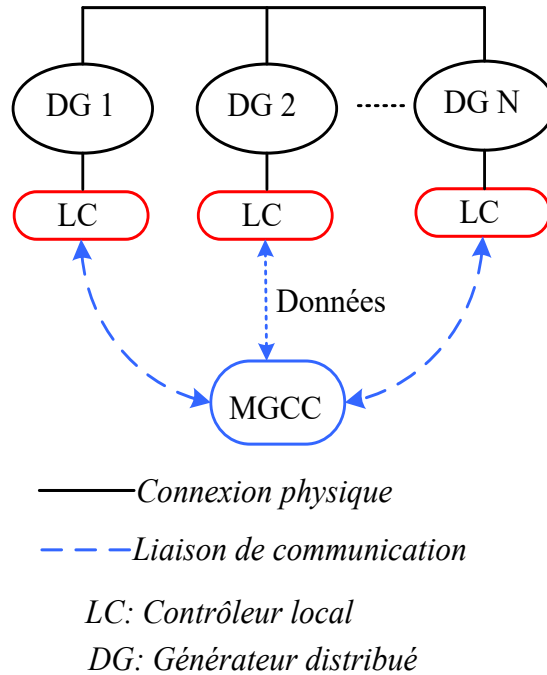 DG 1
DG 2
DG N
LC
LC
LC
Données
MGCC
Connexion physique
Liaison de communication
LC: Contrôleur local
DG: Générateur distribué